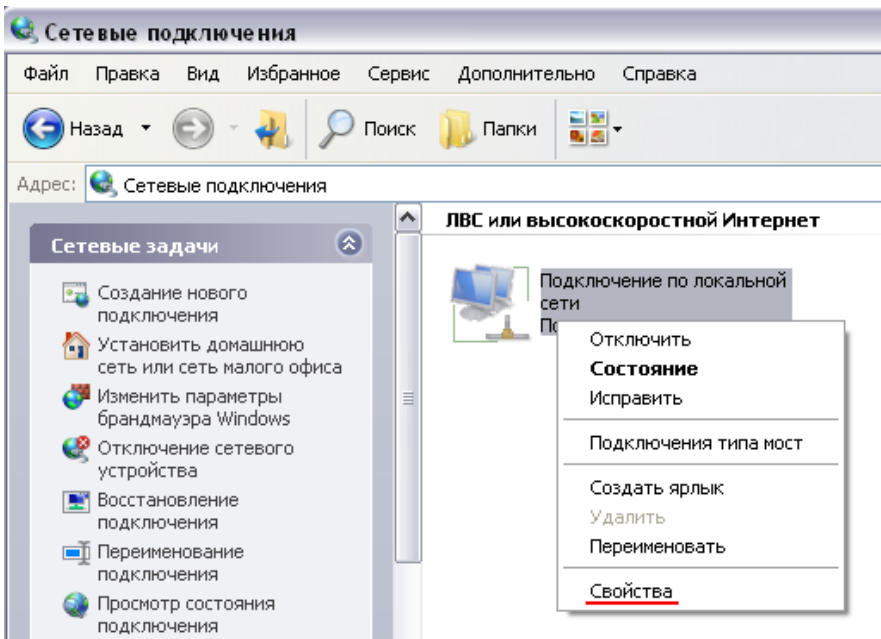 Сетевые подключения
Файл Правка Вид Избранное Сервис Дополнительно Справка
Назад Поиск Папки
Адрес: Сетевые подключения
Сетевые задачи
Создание нового
подключения
Установить домашнюю
сеть или сеть малого офиса
Изменить параметры
брандмауэра Windows
Отключение сетевого
устройства
Восстановление
подключения
Переименование
подключения
Просмотр состояния
подключения
ЛВС или высокоскоростной Интернет
Подключение по локальной
сети
Отключить
Состояние
Исправить
Подключения типа мост
Создать ярлык
Удалить
Переименовать
Свойства